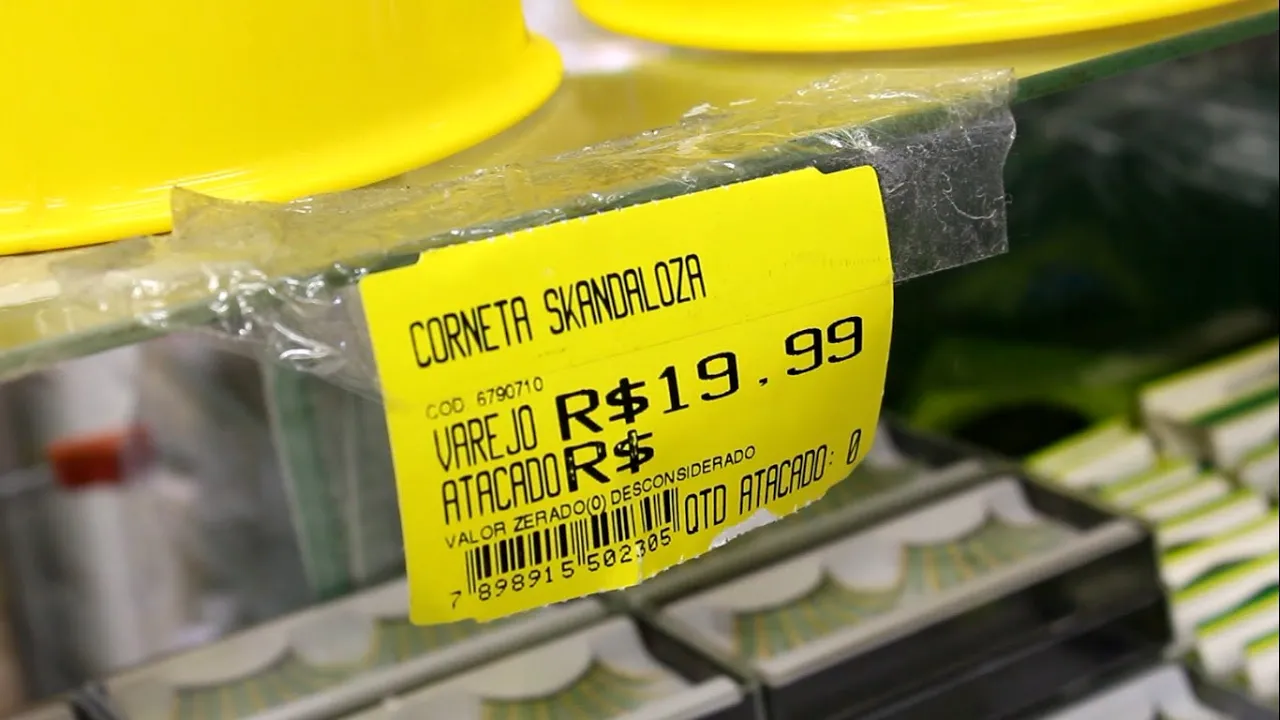 CORNETA SKANDALOZA
COD 6790710
VAREJO R$19.99
ATACADO R$
VALOR ZERADO(0) DESCONSIDERADO
QTD ATACADO: 0
7 898915 502305